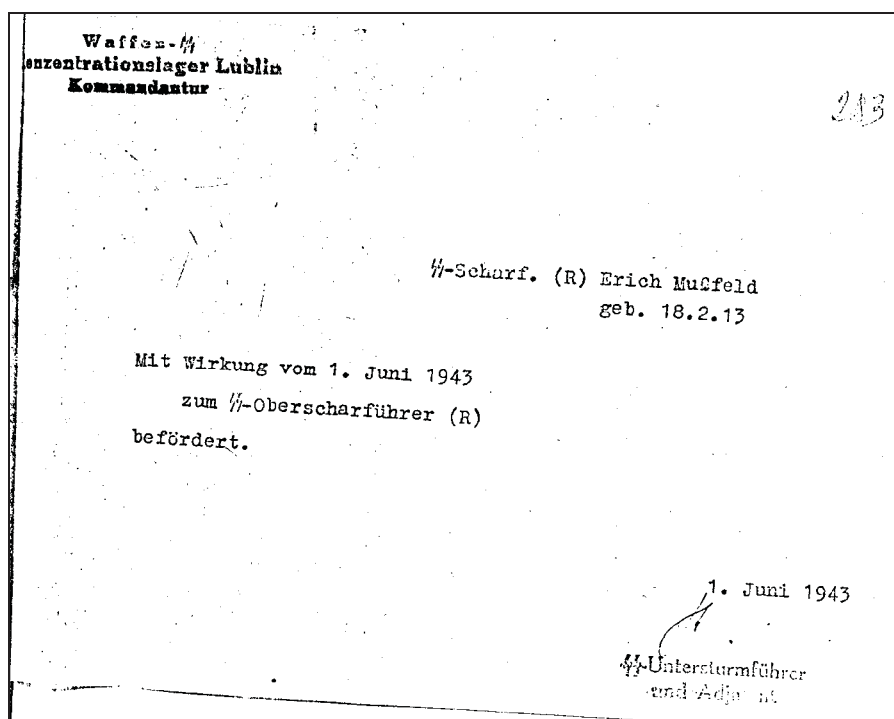 Waffen-ᛋᛋ
onzentrationslager Lublin
Kommandantur
213
ᛋᛋ-Scharf. (R) Erich Mußfeld
geb. 18.2.13
Mit Wirkung vom 1. Juni 1943
zum ᛋᛋ-Oberscharführer (R)
befördert.
1. Juni 1943
ᛋᛋ-Untersturmführer
und